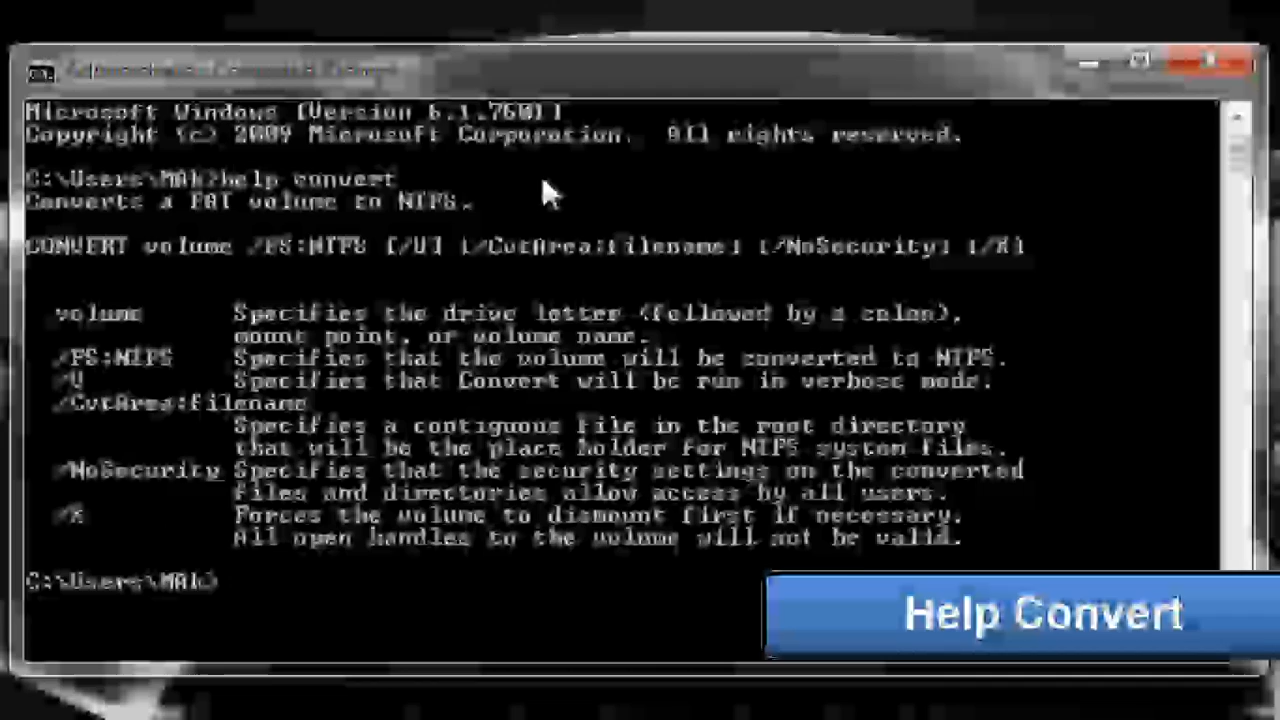 Microsoft Windows [Version 6.1.7601]
Copyright (c) 2009 Microsoft Corporation.  All rights reserved.
C:\Users\MAK>help convert
Converts a FAT volume to NTFS.
CONVERT volume /FS:NTFS [/V] [/CvtArea:filename] [/NoSecurity] [/X]
volume Specifies the drive letter (followed by a colon),
mount point, or volume name.
/FS:NTFS Specifies that the volume will be converted to NTFS.
/V Specifies that Convert will be run in verbose mode.
/CvtArea:filename
Specifies a contiguous file in the root directory
that will be the place holder for NTFS system files.
/NoSecurity Specifies that the security settings on the converted
files and directories allow access by all users.
/X Forces the volume to dismount first if necessary.
All open handles to the volume will not be valid.
C:\Users\MAK>
Help Convert